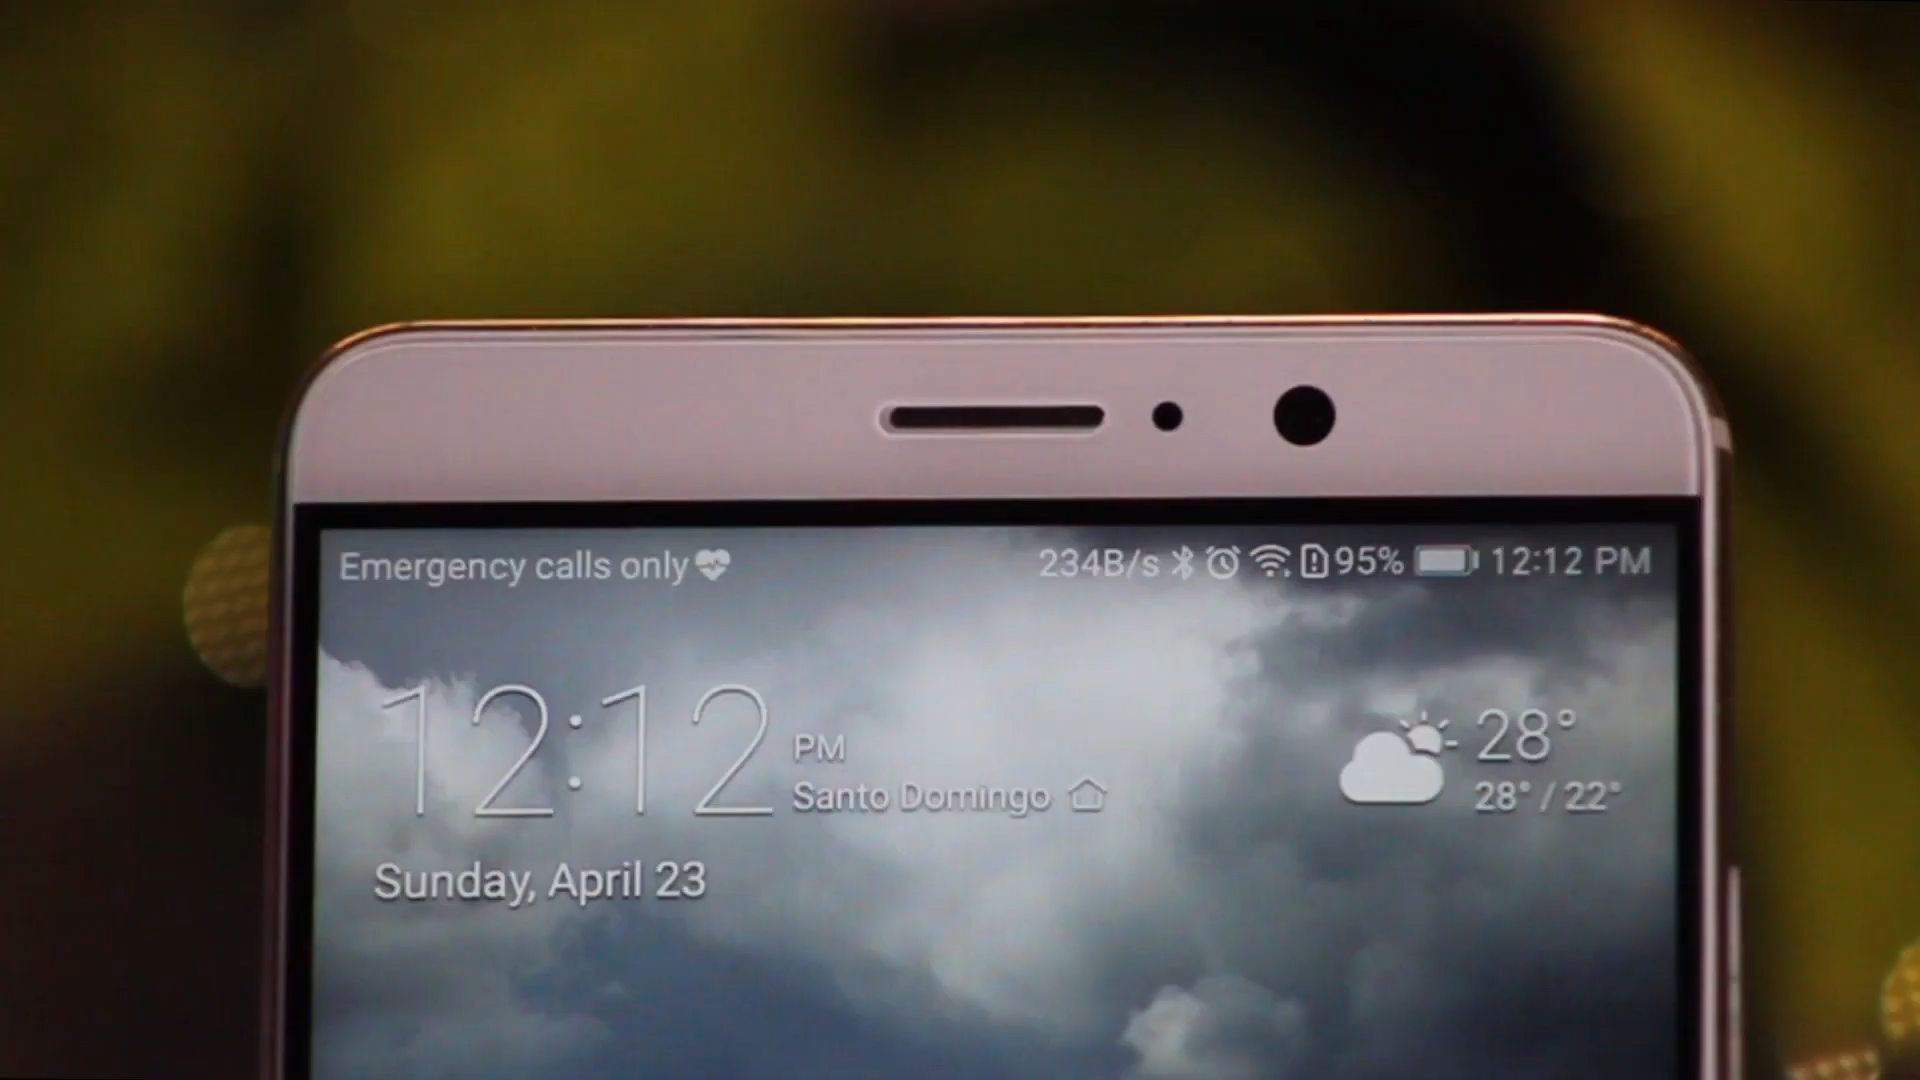 Emergency calls only 234B/s 95% 12:12 PM
12:12 PM
Santo Domingo
28°
28° / 22°
Sunday, April 23